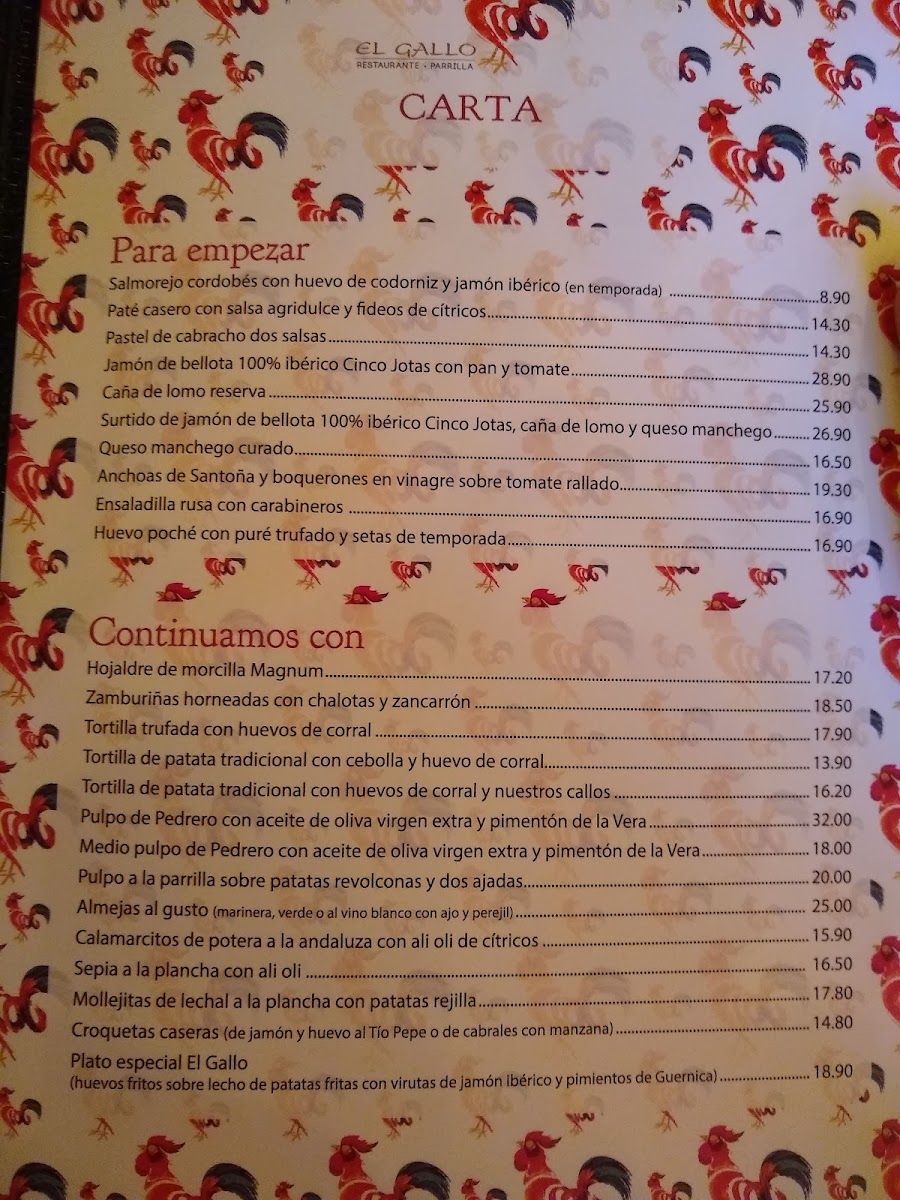 EL GALLO
RESTAURANTE • PARRILLA
CARTA
Para empezar
Salmorejo cordobés con huevo de codorniz y jamón ibérico (en temporada) ........8.90
Paté casero con salsa agridulce y fideos de cítricos........ 14.30
Pastel de cabracho dos salsas........ 14.30
Jamón de bellota 100% ibérico Cinco Jotas con pan y tomate........ 28.90
Caña de lomo reserva........ 25.90
Surtido de jamón de bellota 100% ibérico Cinco Jotas, caña de lomo y queso manchego........ 26.90
Queso manchego curado........ 16.50
Anchoas de Santoña y boquerones en vinagre sobre tomate rallado........ 19.30
Ensaladilla rusa con carabineros ........ 16.90
Huevo poché con puré trufado y setas de temporada........ 16.90
Continuamos con
Hojaldre de morcilla Magnum........ 17.20
Zamburiñas horneadas con chalotas y zancarrón ........ 18.50
Tortilla trufada con huevos de corral ........ 17.90
Tortilla de patata tradicional con cebolla y huevo de corral........ 13.90
Tortilla de patata tradicional con huevos de corral y nuestros callos ........ 16.20
Pulpo de Pedrero con aceite de oliva virgen extra y pimentón de la Vera........ 32.00
Medio pulpo de Pedrero con aceite de oliva virgen extra y pimentón de la Vera........ 18.00
Pulpo a la parrilla sobre patatas revolconas y dos ajadas........ 20.00
Almejas al gusto (marinera, verde o al vino blanco con ajo y perejil)........ 25.00
Calamarcitos de potera a la andaluza con ali oli de cítricos ........ 15.90
Sepia a la plancha con ali oli ........ 16.50
Mollejitas de lechal a la plancha con patatas rejilla........ 17.80
Croquetas caseras (de jamón y huevo al Tío Pepe o de cabrales con manzana)........ 14.80
Plato especial El Gallo
(huevos fritos sobre lecho de patatas fritas con virutas de jamón ibérico y pimientos de Guernica)........ 18.90